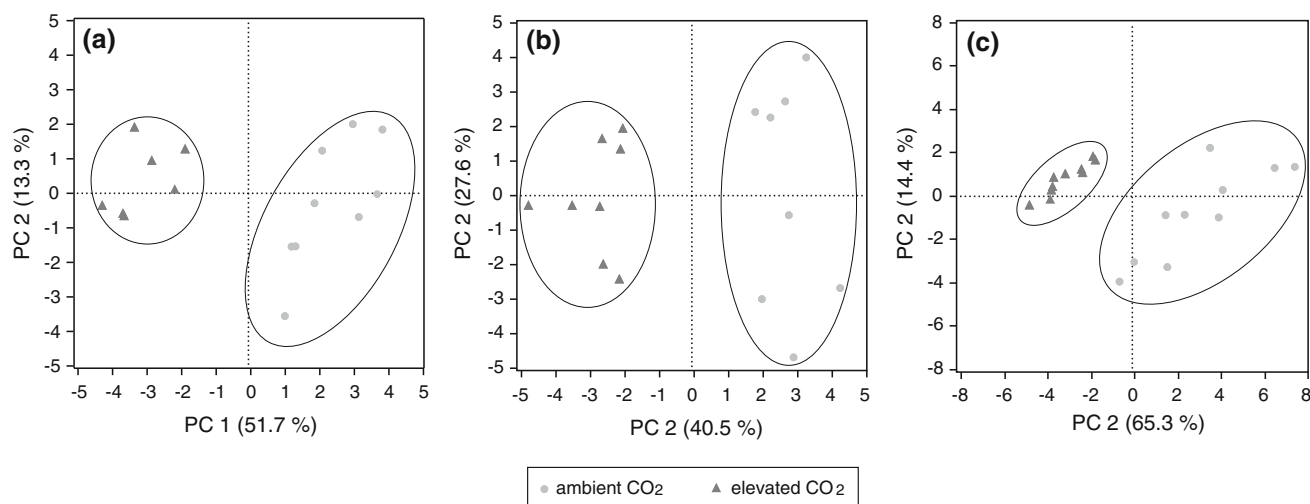 (a)
5
4
3
2
1
0
-1
-2
-3
-4
-5
PC 2 (13.3 %)
-5 -4 -3 -2 -1 0 1 2 3 4 5
PC 1 (51.7 %)
(b)
5
4
3
2
1
0
-1
-2
-3
-4
-5
PC 2 (27.6 %)
-5 -4 -3 -2 -1 0 1 2 3 4 5
PC 2 (40.5 %)
(c)
8
6
4
2
0
-2
-4
-6
-8
PC 2 (14.4 %)
-8 -6 -4 -2 0 2 4 6 8
PC 2 (65.3 %)
ambient CO2 elevated CO2